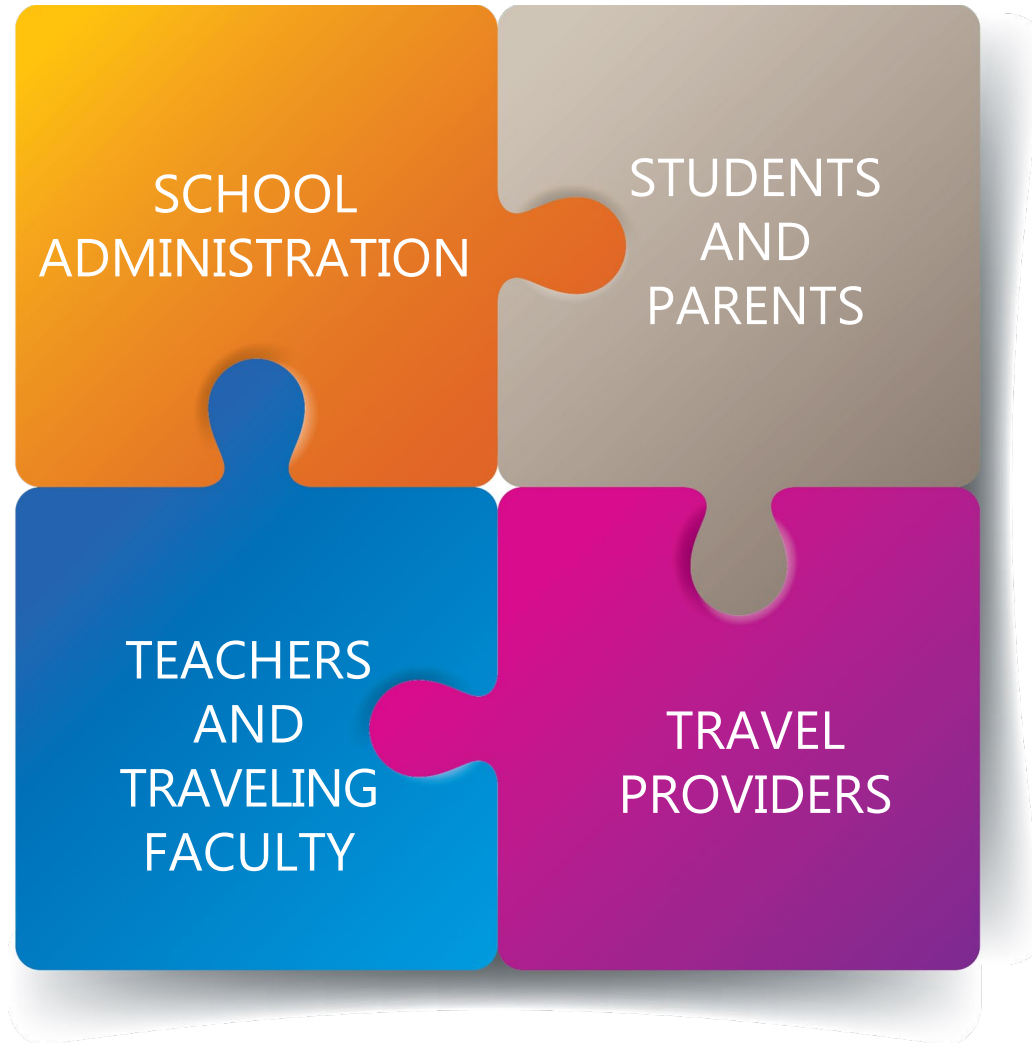 SCHOOL
ADMINISTRATION
STUDENTS
AND
PARENTS
TEACHERS
AND
TRAVELING
FACULTY
TRAVEL
PROVIDERS